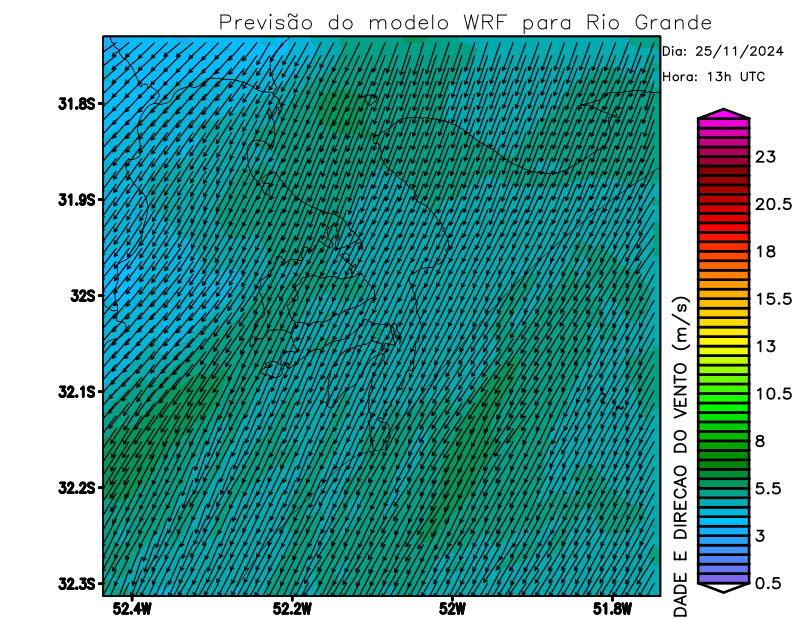 Previsão do modelo WRF para Rio Grande
Dia: 25/11/2024
Hora: 13h UTC
31.8S
31.9S
32S
32.1S
32.2S
32.3S
52.4W
52.2W
52W
51.8W
23
20.5
18
15.5
13
10.5
8
5.5
3
0.5
DADE E DIRECAO DO VENTO (m/s)